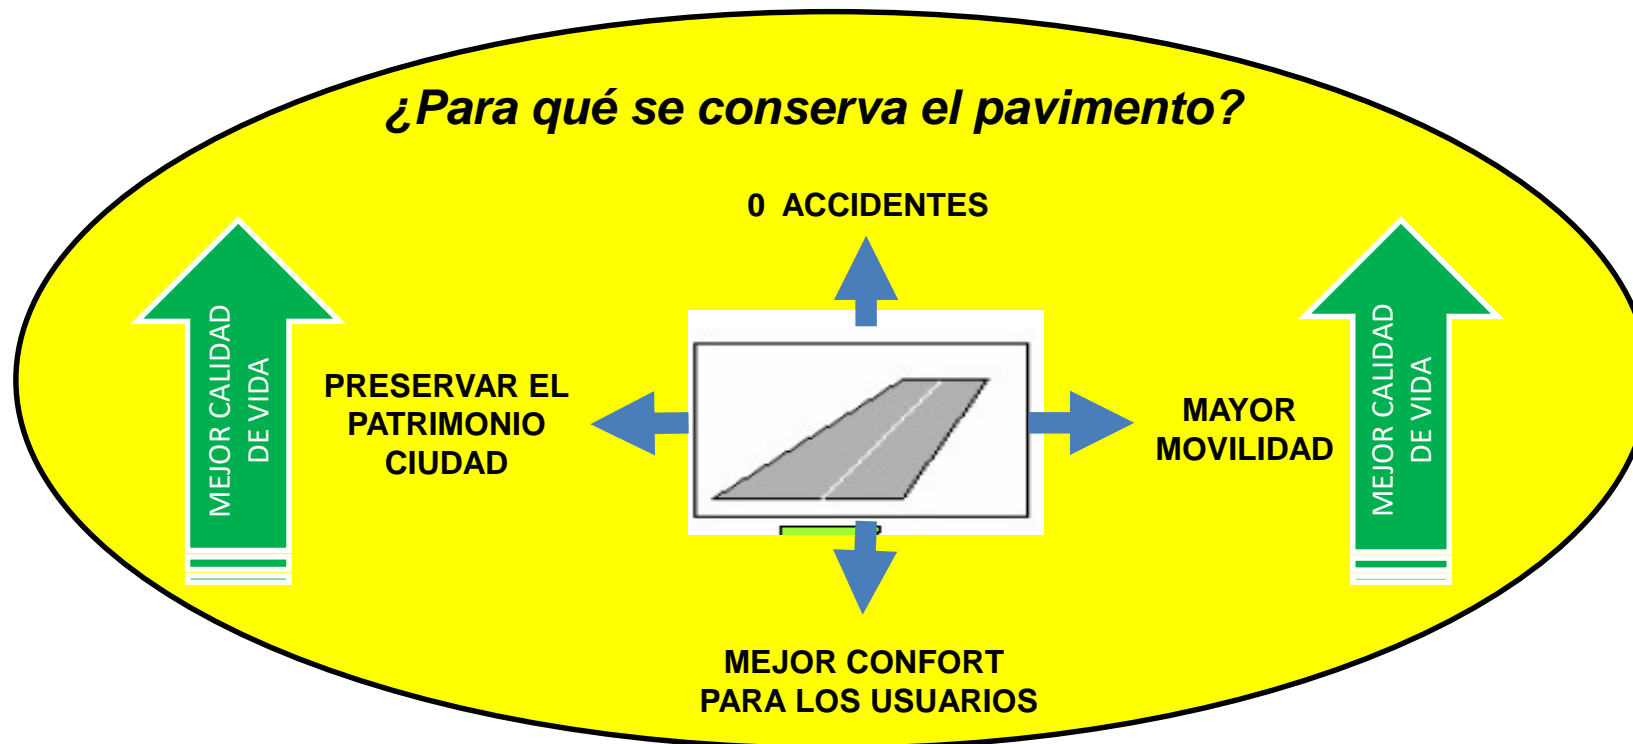 ¿Para qué se conserva el pavimento?
0 ACCIDENTES
MEJOR CALIDAD
DE VIDA
PRESERVAR EL
PATRIMONIO
CIUDAD
MAYOR
MOVILIDAD
MEJOR CALIDAD
DE VIDA
MEJOR CONFORT
PARA LOS USUARIOS